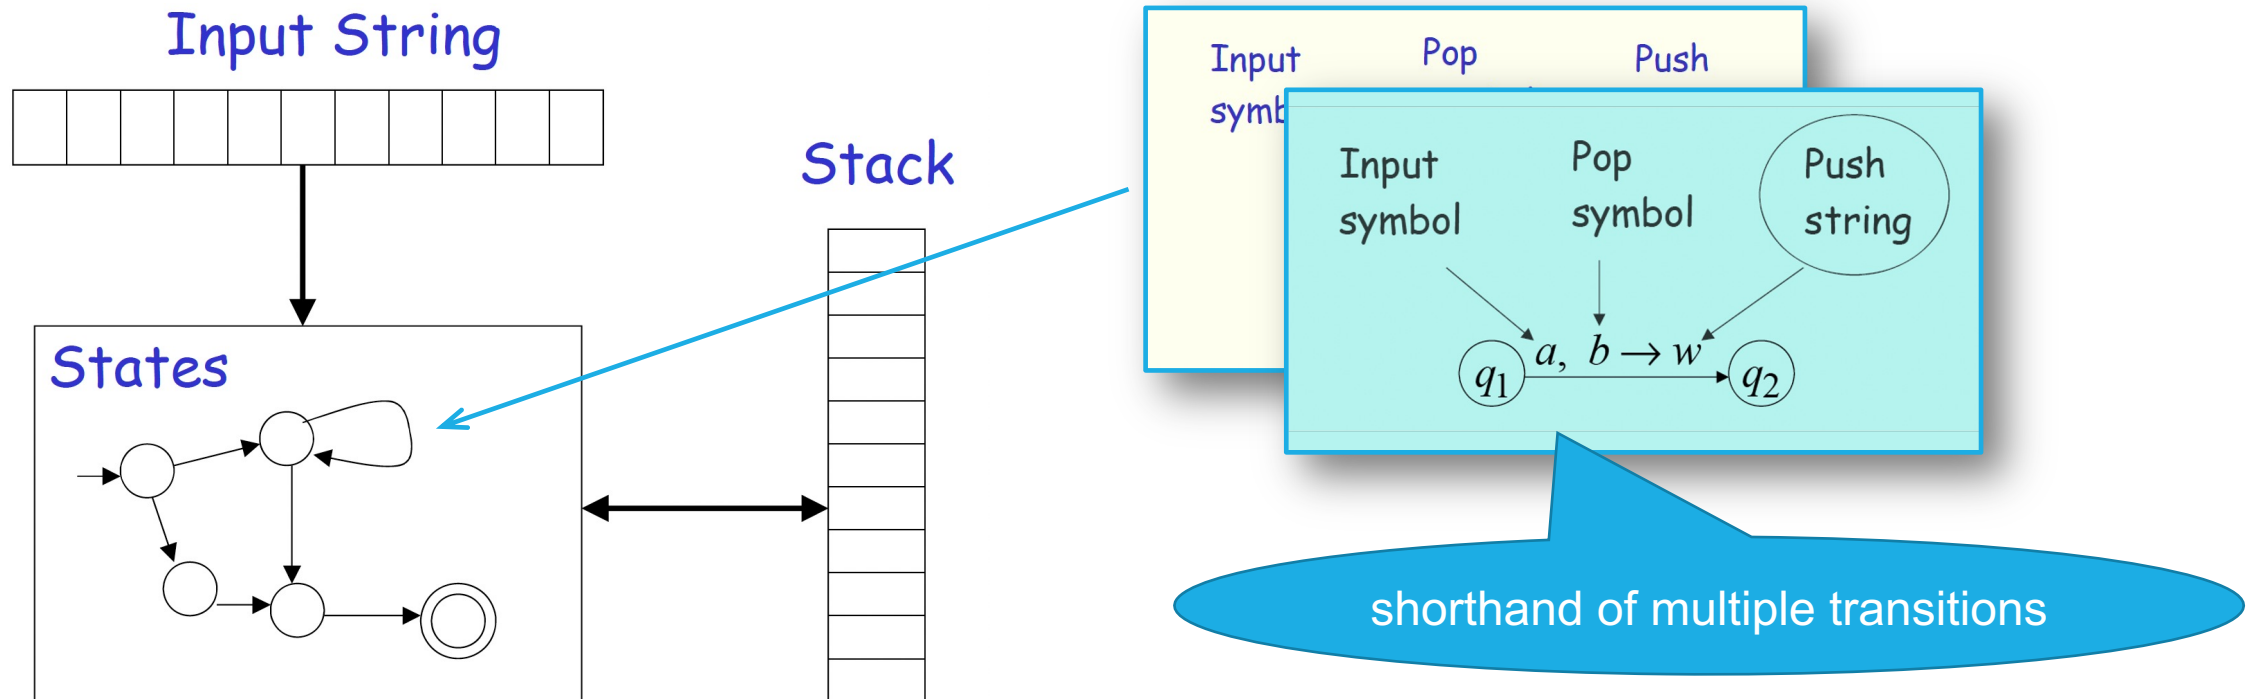 Input String
States
Stack
Input
symb
Pop
Push
Input
symbol
Pop
symbol
Push
string
a, b → w
q1
q2
shorthand of multiple transitions